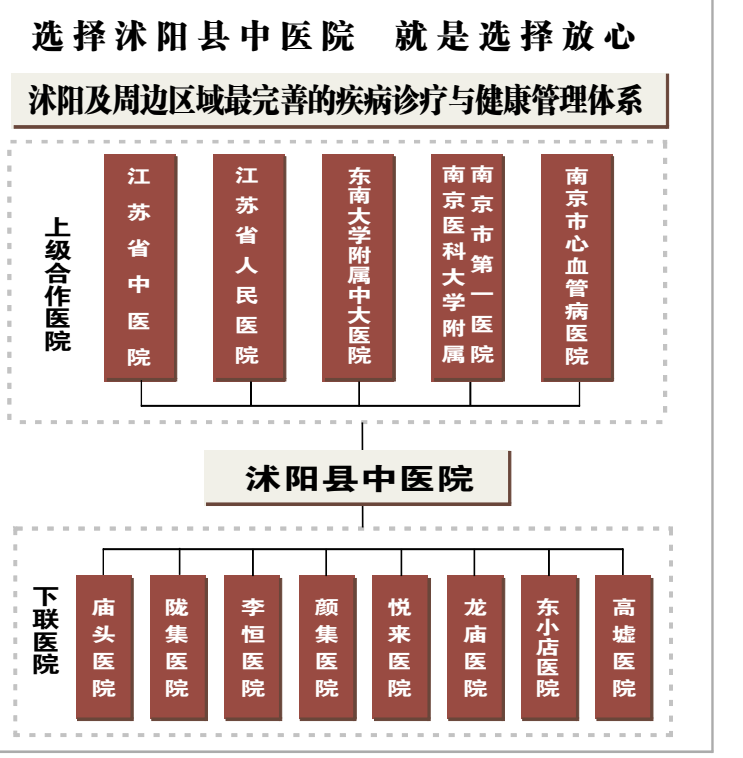 选择沭阳县中医院 就是选择放心
沭阳及周边区域最完善的疾病诊疗与健康管理体系
上级合作医院
江苏省中医院
江苏省人民医院
东南大学附属中大医院
南京医科大学附属
南京市第一医院
南京市心血管病医院
沭阳县中医院
下联医院
庙头医院
陇集医院
李恒医院
颜集医院
悦来医院
龙庙医院
东小店医院
高墟医院